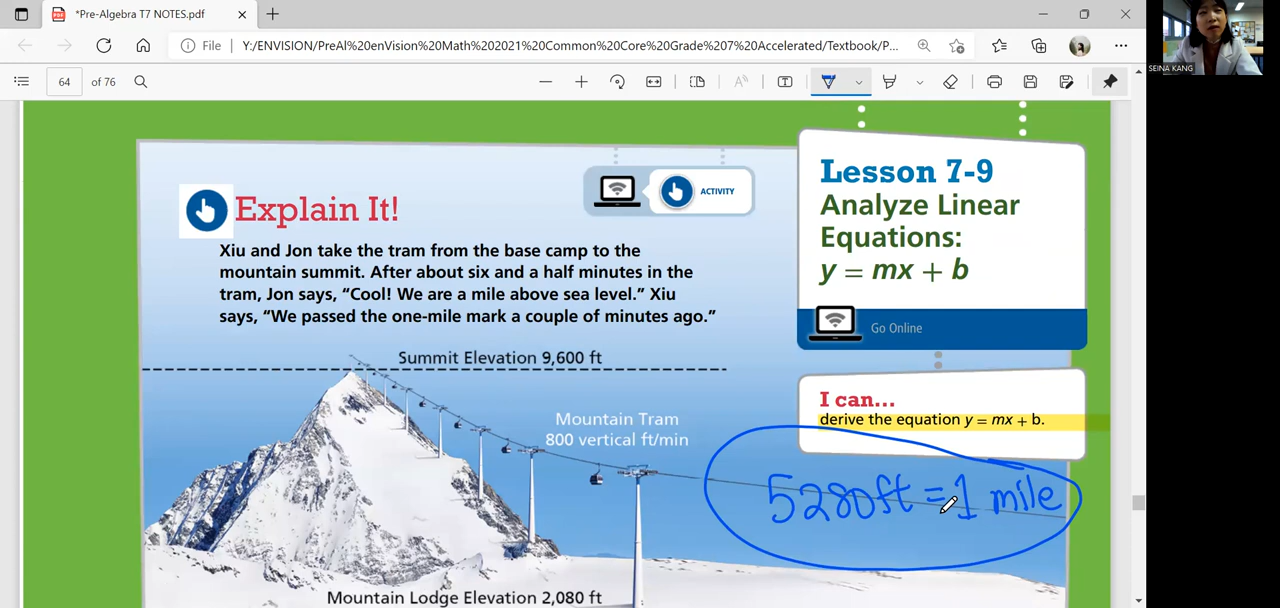 *Pre-Algebra T7 NOTES.pdf
File
Y:/ENVISION/PreAl%20enVision%20Math%202021%20Common%20Core%20Grade%207%20Accelerated/Textbook/P...
64 of 76
SEINA KANG
ACTIVITY
Explain It!
Xiu and Jon take the tram from the base camp to the
mountain summit. After about six and a half minutes in the
tram, Jon says, “Cool! We are a mile above sea level.” Xiu
says, “We passed the one-mile mark a couple of minutes ago.”
Summit Elevation 9,600 ft
Mountain Tram
800 vertical ft/min
Mountain Lodge Elevation 2,080 ft
Lesson 7-9
Analyze Linear
Equations:
y = mx + b
Go Online
I can...
derive the equation y = mx + b.
5280ft = 1 mile